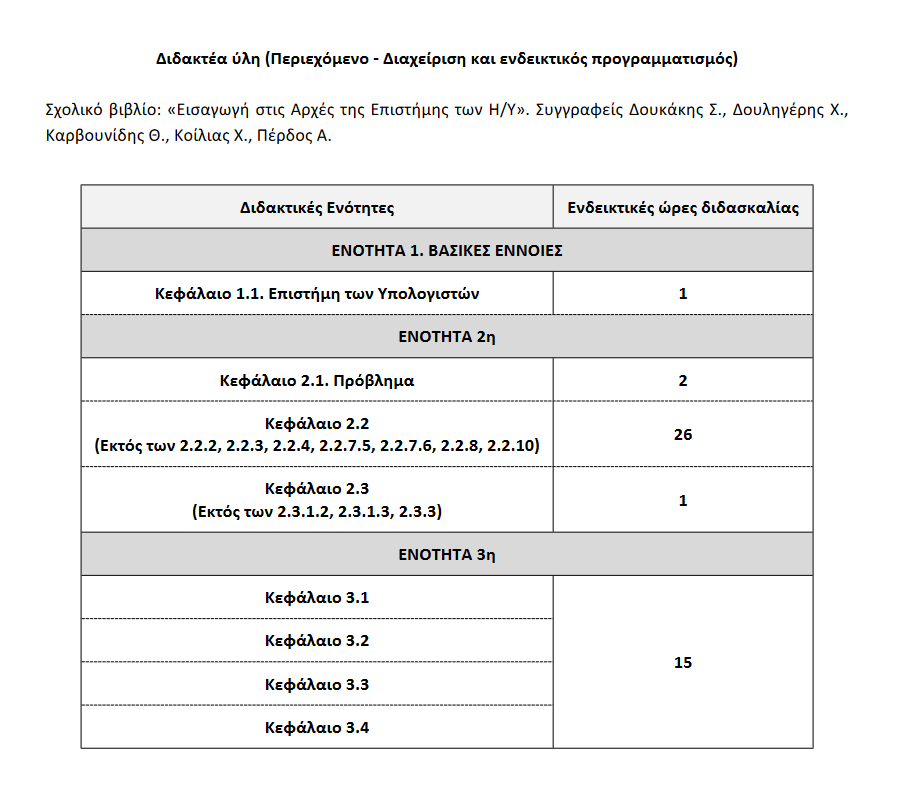 Διδακτέα ύλη (Περιεχόμενο - Διαχείριση και ενδεικτικός προγραμματισμός)
Σχολικό βιβλίο: «Εισαγωγή στις Αρχές της Επιστήμης των Η/Υ». Συγγραφείς Δουκάκης Σ., Δουληγέρης Χ.,
Καρβουνίδης Θ., Κοίλιας Χ., Πέρδος Α.
Διδακτικές Ενότητες
Ενδεικτικές ώρες διδασκαλίας
ΕΝΟΤΗΤΑ 1. ΒΑΣΙΚΕΣ ΕΝΝΟΙΕΣ
Κεφάλαιο 1.1. Επιστήμη των Υπολογιστών
1
ΕΝΟΤΗΤΑ 2η
Κεφάλαιο 2.1. Πρόβλημα
2
Κεφάλαιο 2.2
(Εκτός των 2.2.2, 2.2.3, 2.2.4, 2.2.7.5, 2.2.7.6, 2.2.8, 2.2.10)
26
Κεφάλαιο 2.3
(Εκτός των 2.3.1.2, 2.3.1.3, 2.3.3)
1
ΕΝΟΤΗΤΑ 3η
Κεφάλαιο 3.1
Κεφάλαιο 3.2
Κεφάλαιο 3.3
Κεφάλαιο 3.4
15